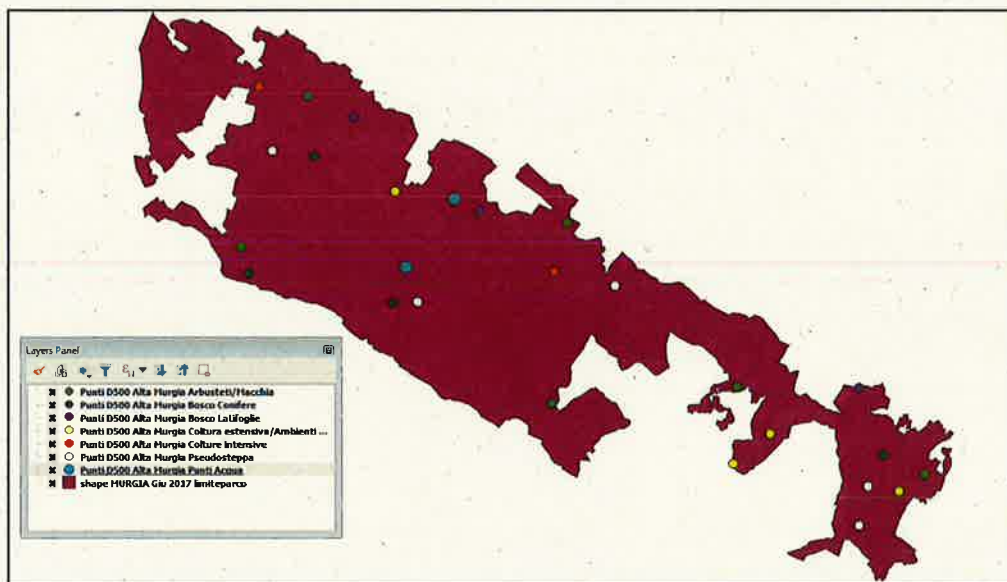 Layers Panel
Punti D500 Alta Murgia Arbusteti/Macchia
Punti D500 Alta Murgia Bosco Conifere
Punti D500 Alta Murgia Bosco Latifoglie
Punti D500 Alta Murgia Coltura estensiva/Ambienti ...
Punti D500 Alta Murgia Colture Intensive
Punti D500 Alta Murgia Pseudosteppa
Punti D500 Alta Murgia Punti Acqua
shape MURGIA Giu 2017 limiteparco